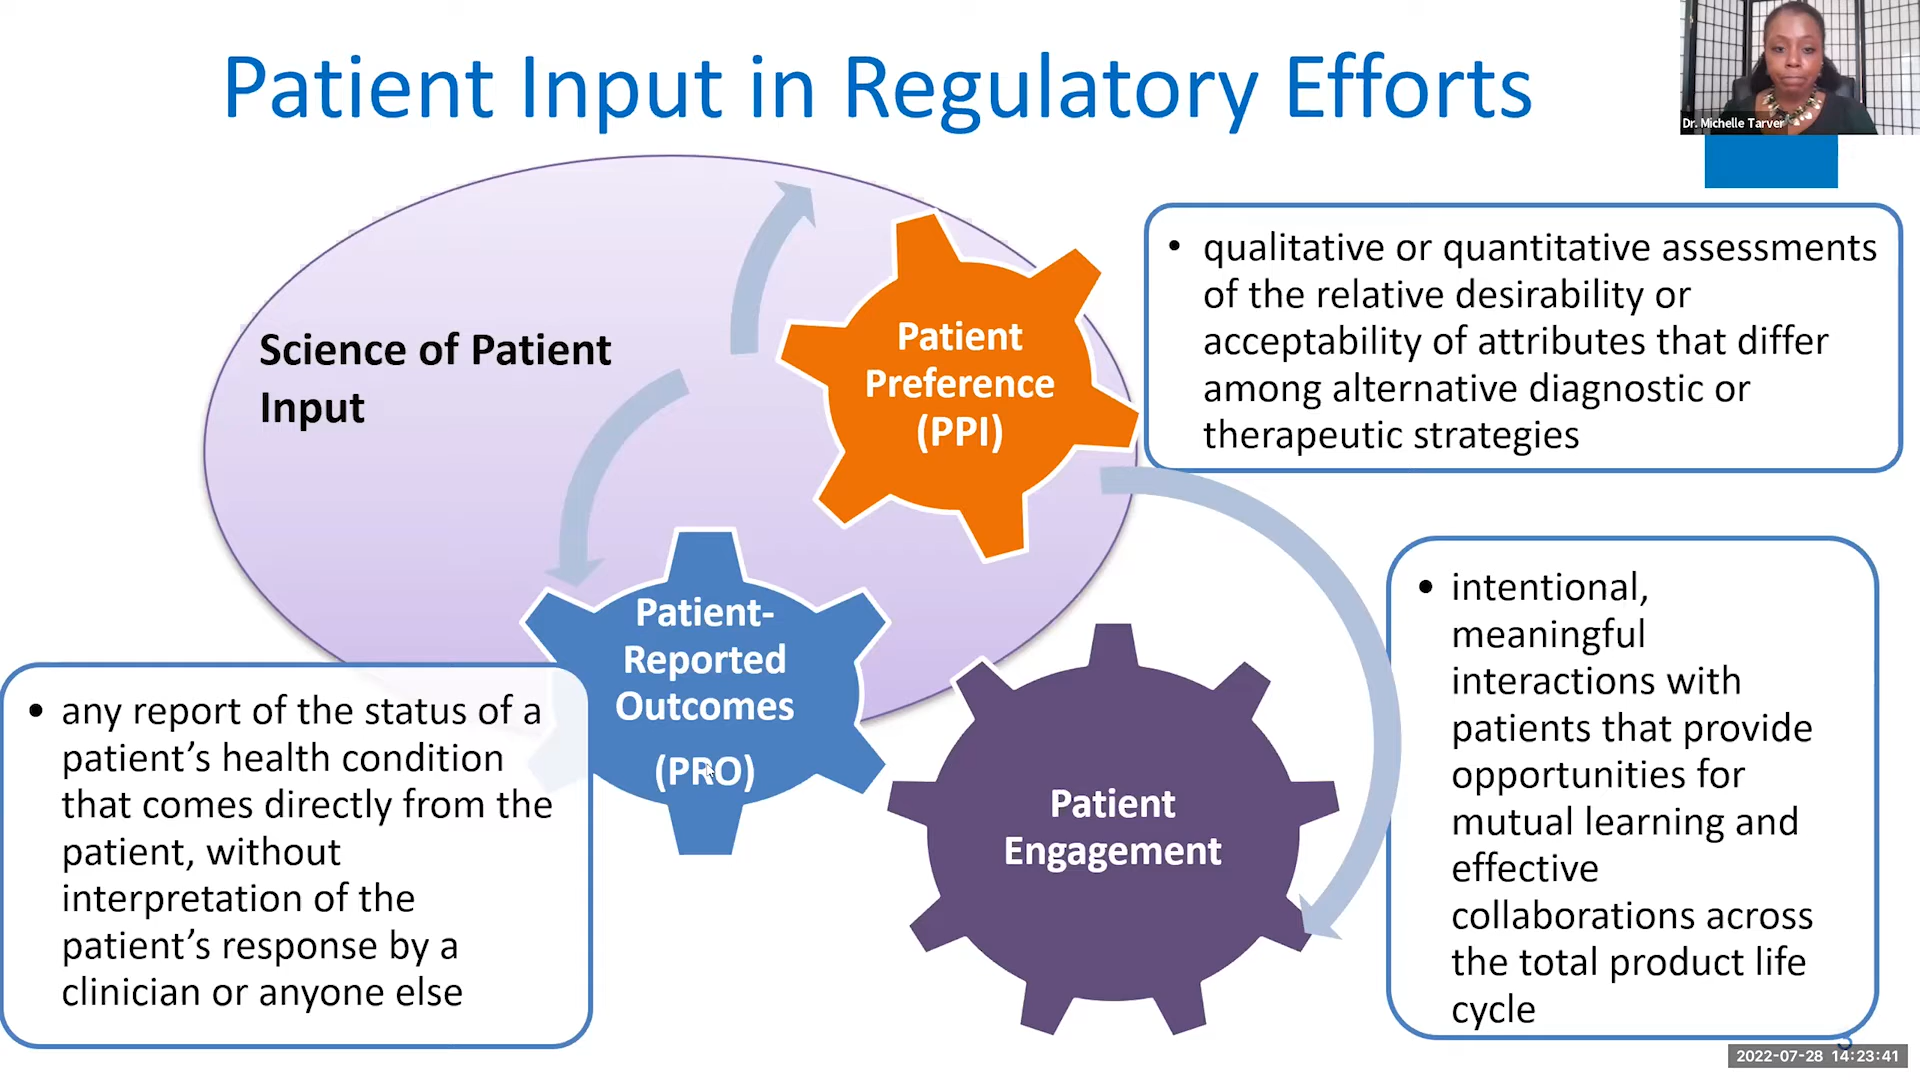 Patient Input in Regulatory Efforts
Dr. Michelle Tarver
Science of Patient
Input
Patient
Preference
(PPI)
• qualitative or quantitative assessments
of the relative desirability or
acceptability of attributes that differ
among alternative diagnostic or
therapeutic strategies
Patient-
Reported
Outcomes
(PRO)
• any report of the status of a
patient’s health condition
that comes directly from the
patient, without
interpretation of the
patient’s response by a
clinician or anyone else
Patient
Engagement
• intentional,
meaningful
interactions with
patients that provide
opportunities for
mutual learning and
effective
collaborations across
the total product life
cycle
2022-07-28 14:23:41